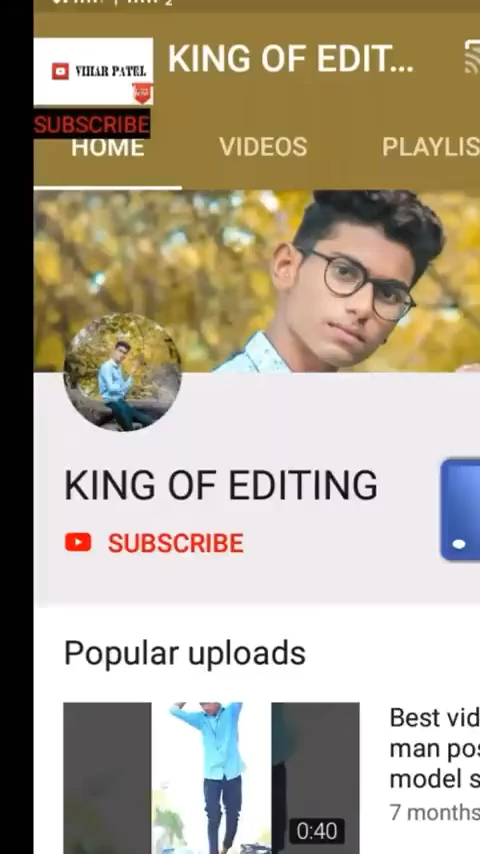 KING OF EDIT...
VIHAR PATEL
SUBSCRIBE
HOME VIDEOS PLAYLIS
KING OF EDITING
SUBSCRIBE
Popular uploads
Best vid
man pos
model s
7 months
0:40